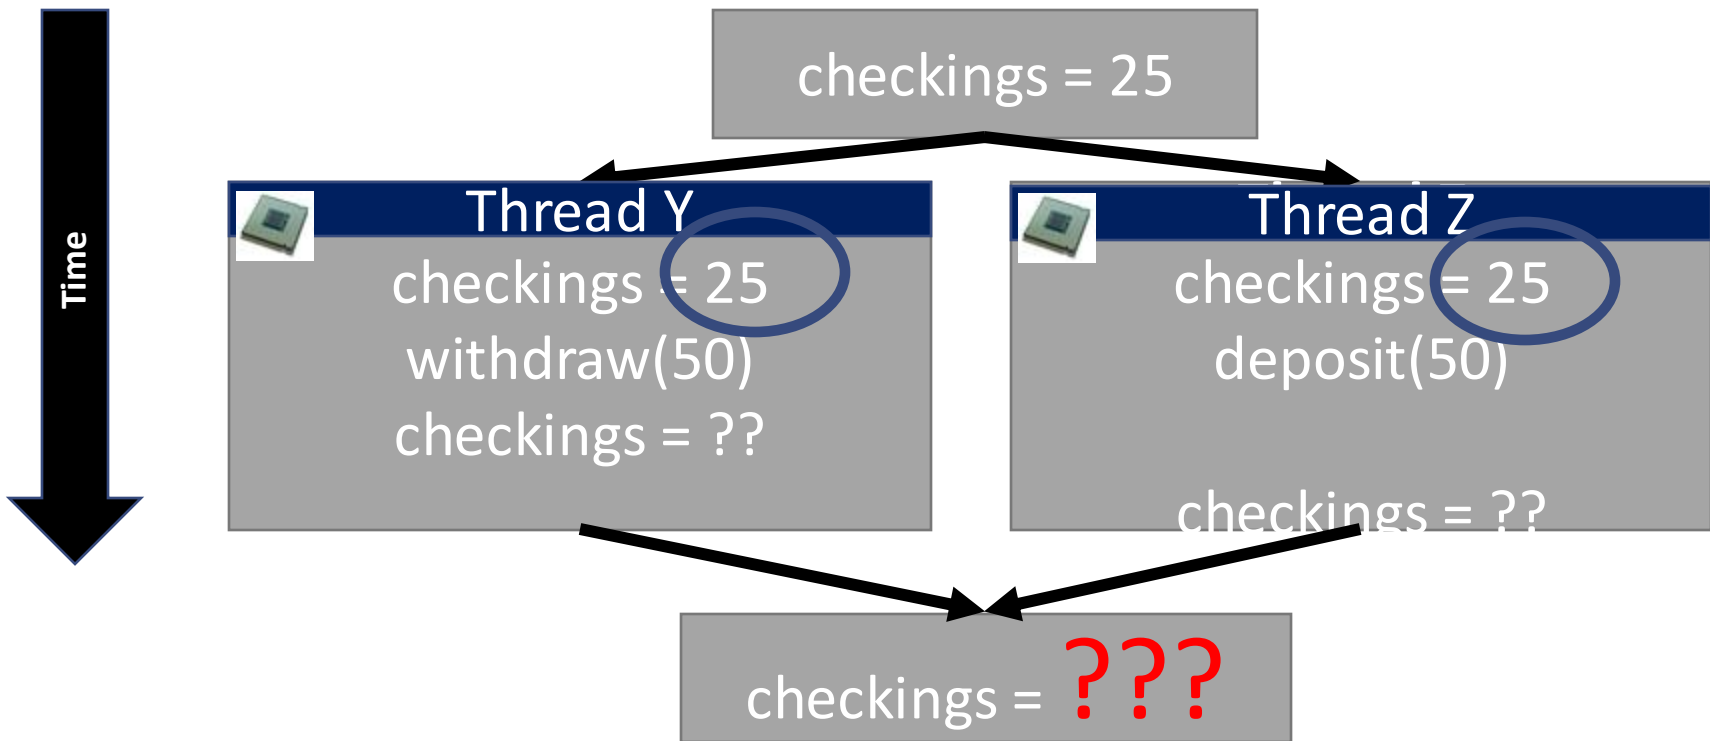 checkings = 25
Time
Thread Y
checkings = 25
withdraw(50)
checkings = ??
Thread Z
checkings = 25
deposit(50)
checkings = ??
checkings = ???